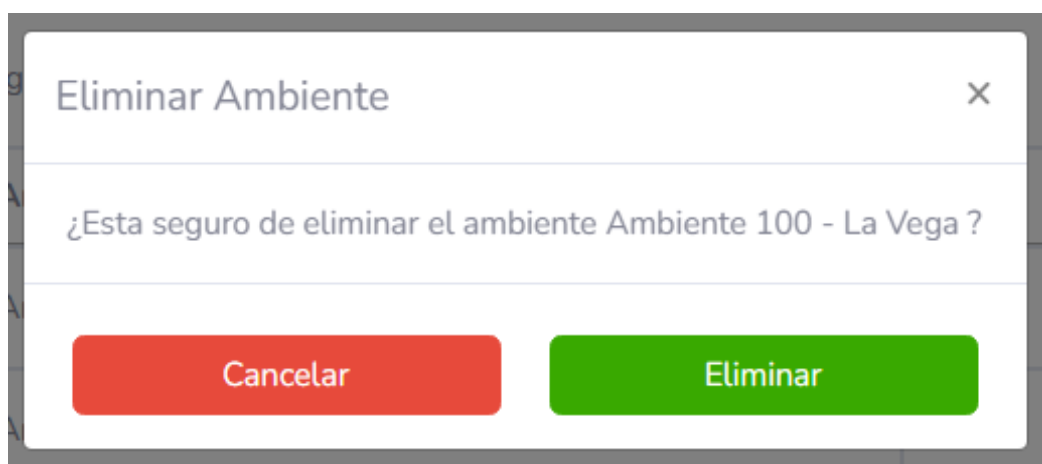 Eliminar Ambiente
¿Esta seguro de eliminar el ambiente Ambiente 100 - La Vega ?
Cancelar
Eliminar